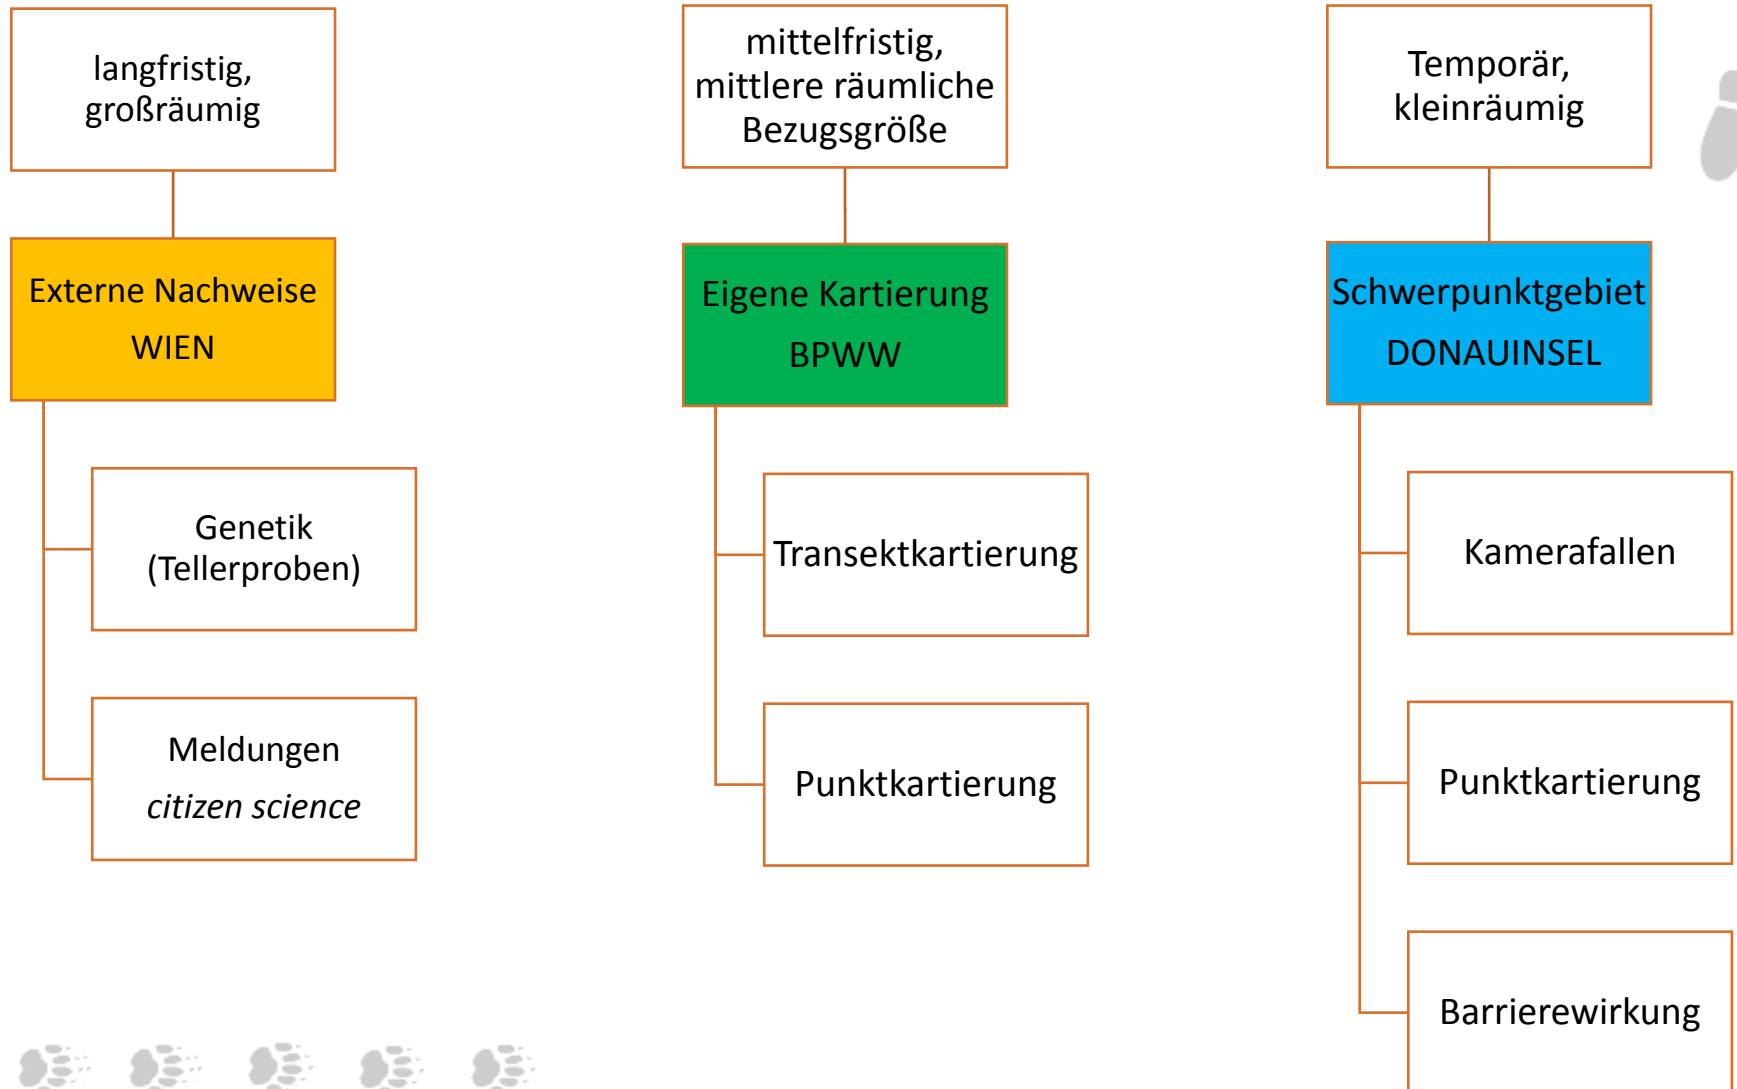 langfristig,
großräumig
Externe Nachweise
WIEN
Genetik
(Tellerproben)
Meldungen
citizen science
mittelfristig,
mittlere räumliche
Bezugsgröße
Eigene Kartierung
BPWW
Transektkartierung
Punktkartierung
Temporär,
kleinräumig
Schwerpunktgebiet
DONAUINSEL
Kamerafallen
Punktkartierung
Barrierewirkung